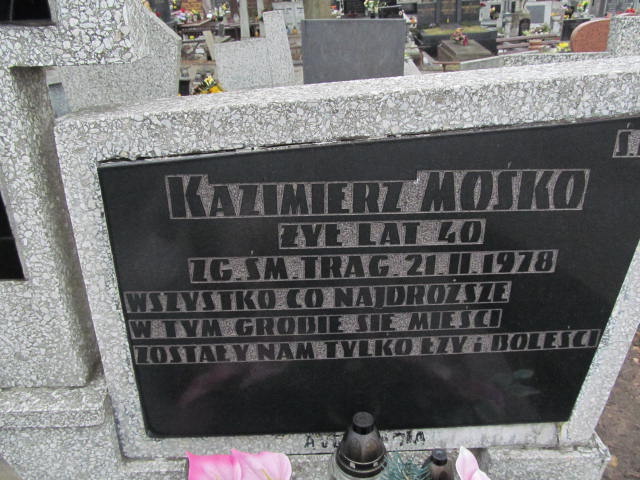 Ś.
KAZIMIERZ MOŚKO
ŻYŁ LAT 40
ZG. ŚM. TRAG. 21.II.1978
WSZYSTKO CO NAJDROŻSZE
W TYM GROBIE SIĘ MIEŚCI
ZOSTAŁY NAM TYLKO ŁZY i BOLEŚCI